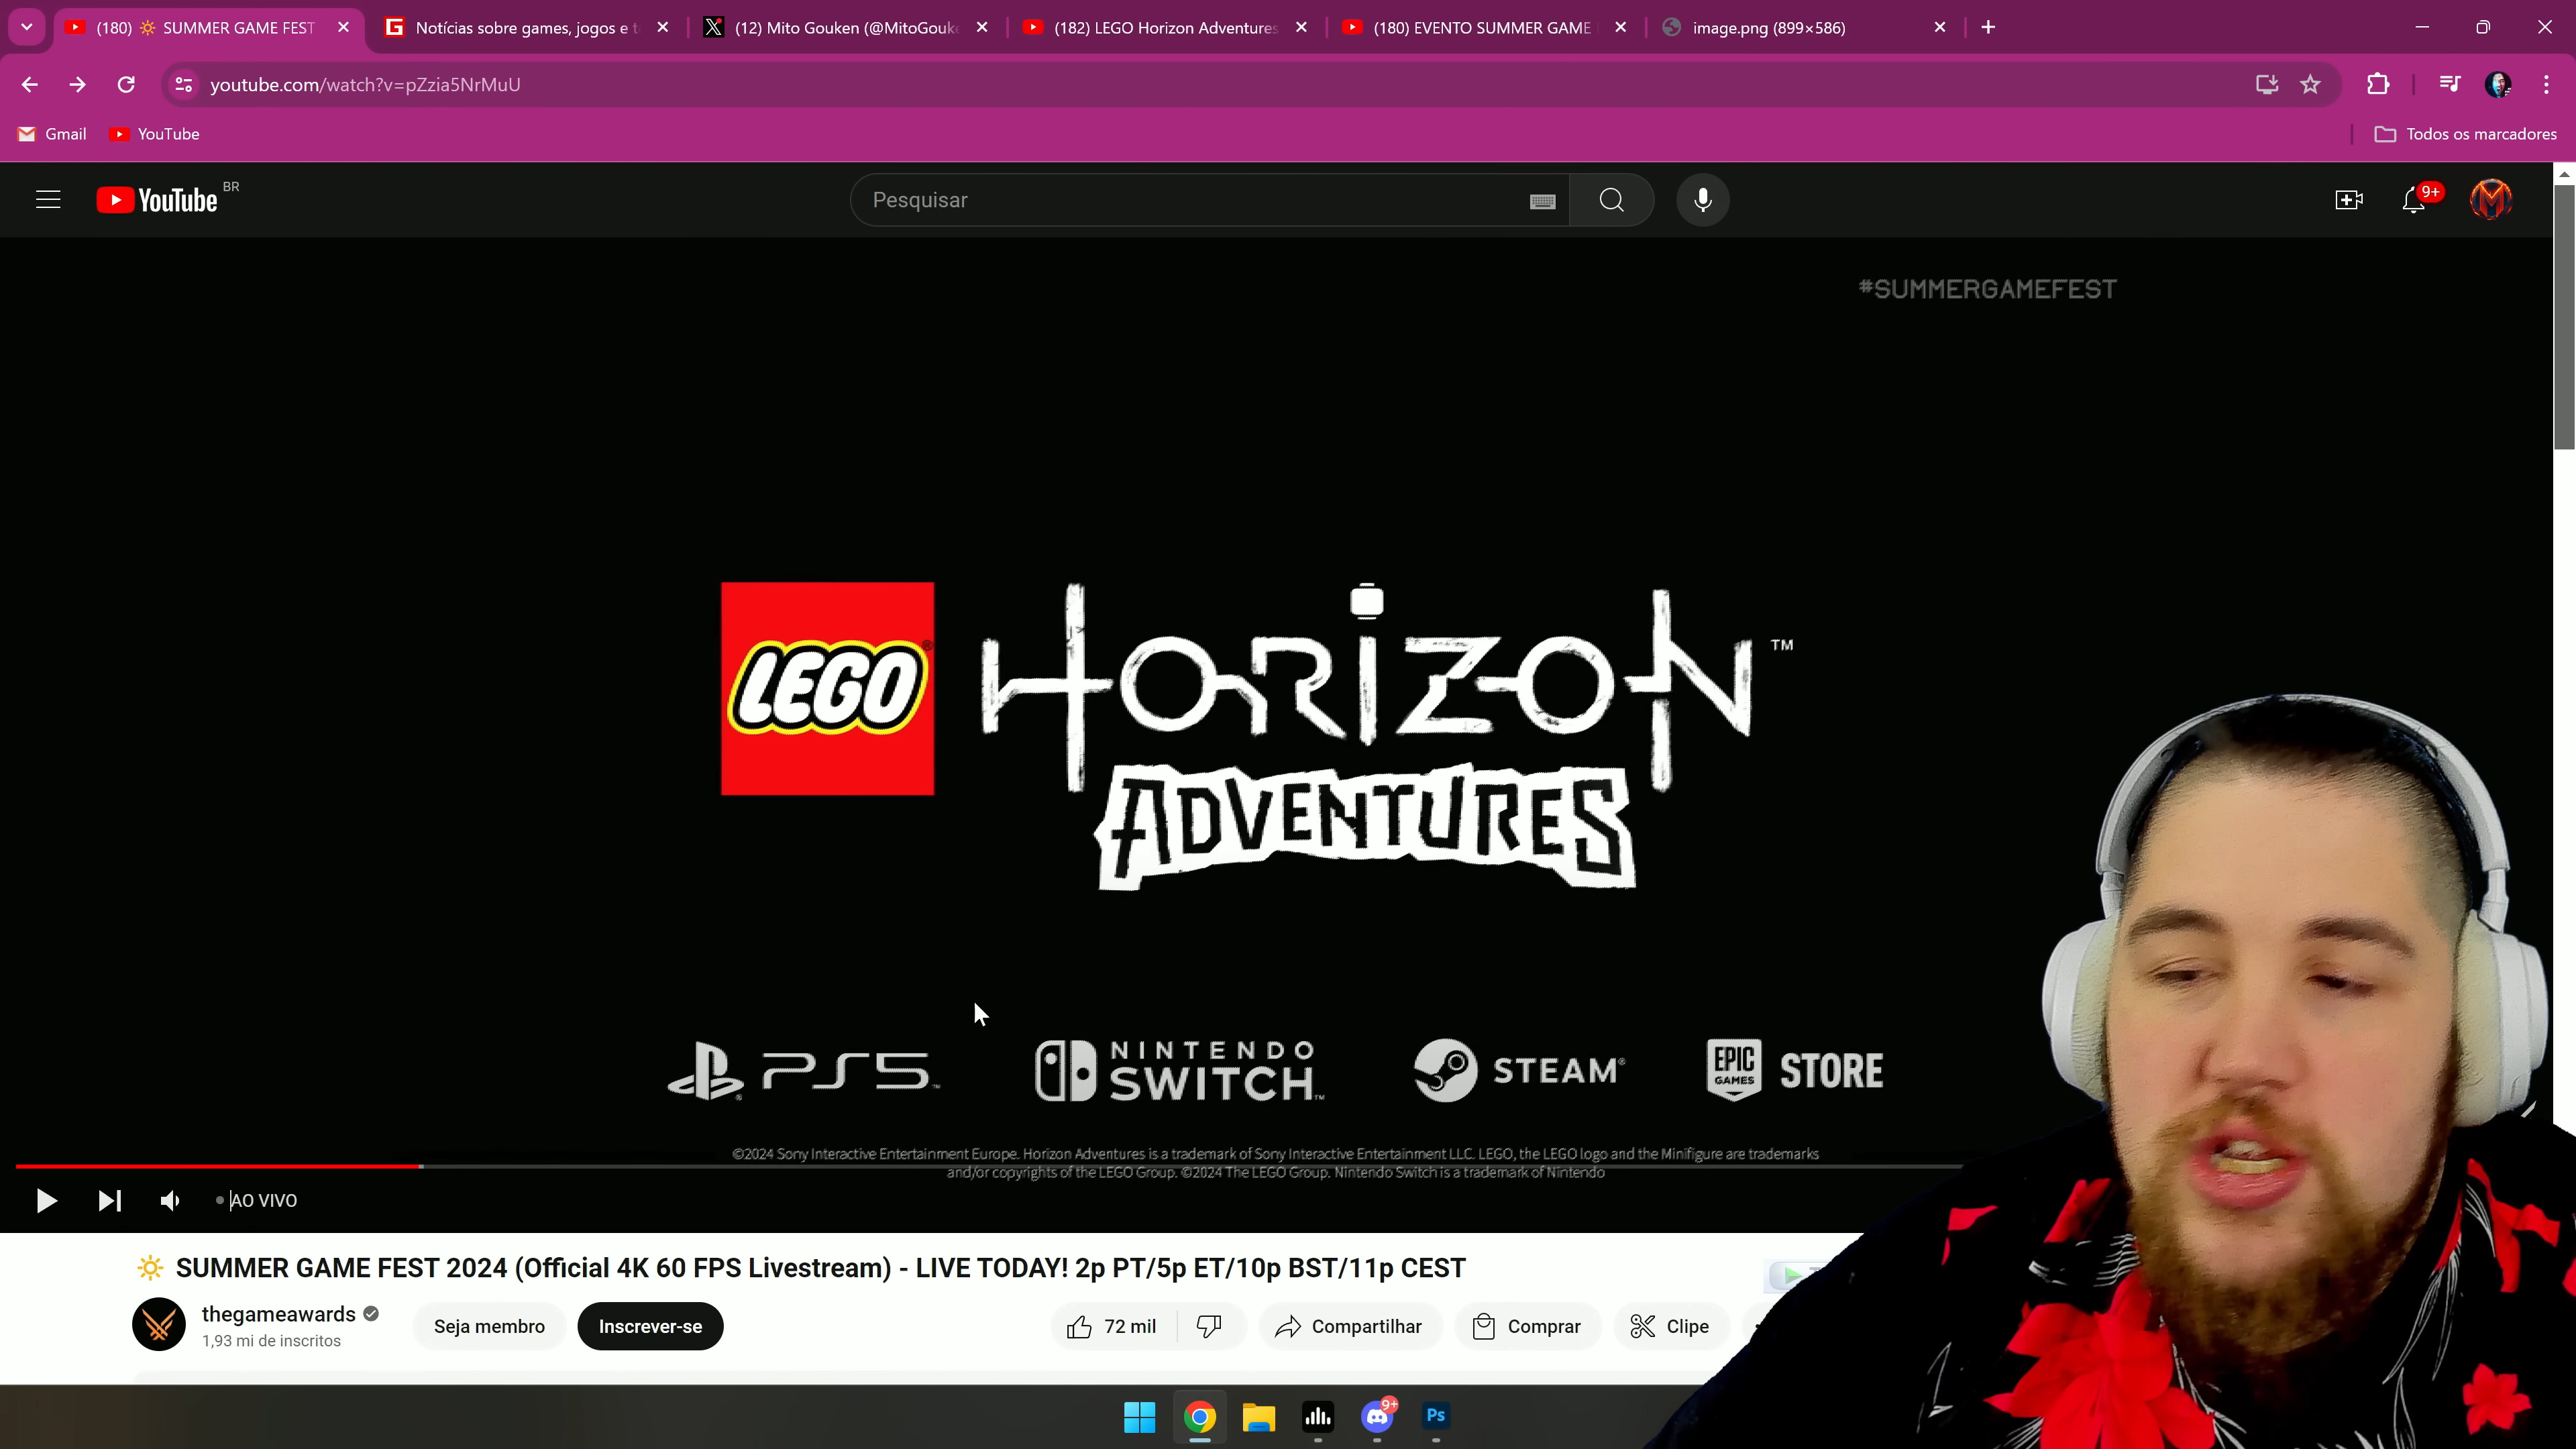 (180) SUMMER GAME FEST
Notícias sobre games, jogos e t
(12) Mito Gouken (@MitoGouke
(182) LEGO Horizon Adventures
(180) EVENTO SUMMER GAME
image.png (899×586)
youtube.com/watch?v=pZzia5NrMuU
Gmail
YouTube
Todos os marcadores
YouTube BR
Pesquisar
9+
#SUMMERGAMEFEST
LEGO ®
HORIZON ™
ADVENTURES
PS5
NINTENDO
SWITCH™
STEAM®
EPIC
GAMES
STORE
©2024 Sony Interactive Entertainment Europe. Horizon Adventures is a trademark of Sony Interactive Entertainment LLC. LEGO, the LEGO logo and the Minifigure are trademarks
and/or copyrights of the LEGO Group. ©2024 The LEGO Group. Nintendo Switch is a trademark of Nintendo
AO VIVO
SUMMER GAME FEST 2024 (Official 4K 60 FPS Livestream) - LIVE TODAY! 2p PT/5p ET/10p BST/11p CEST
thegameawards
1,93 mi de inscritos
Seja membro
Inscrever-se
72 mil
Compartilhar
Comprar
Clipe
9+
Ps